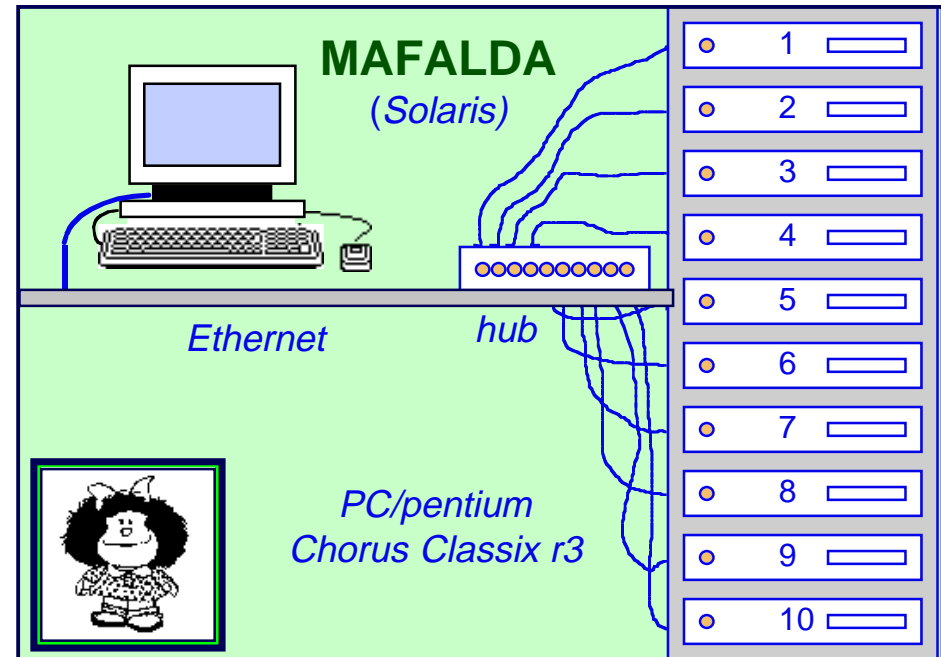 MAFALDA
(Solaris)
Ethernet
hub
PC/pentium
Chorus Classix r3
1
2
3
4
5
6
7
8
9
10